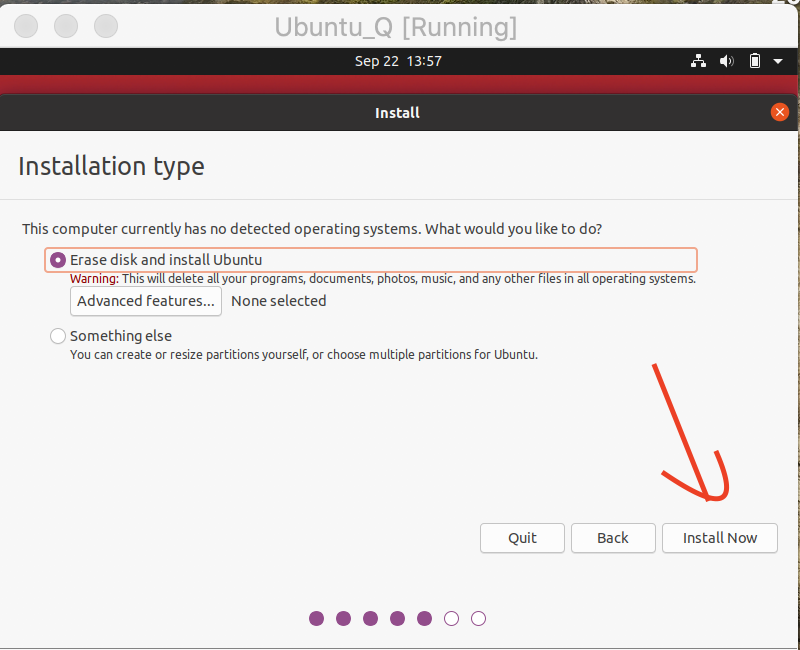 Ubuntu_Q [Running]
Sep 22 13:57
Install
Installation type
This computer currently has no detected operating systems. What would you like to do?
Erase disk and install Ubuntu
Warning: This will delete all your programs, documents, photos, music, and any other files in all operating systems.
Advanced features... None selected
Something else
You can create or resize partitions yourself, or choose multiple partitions for Ubuntu.
Quit Back Install Now